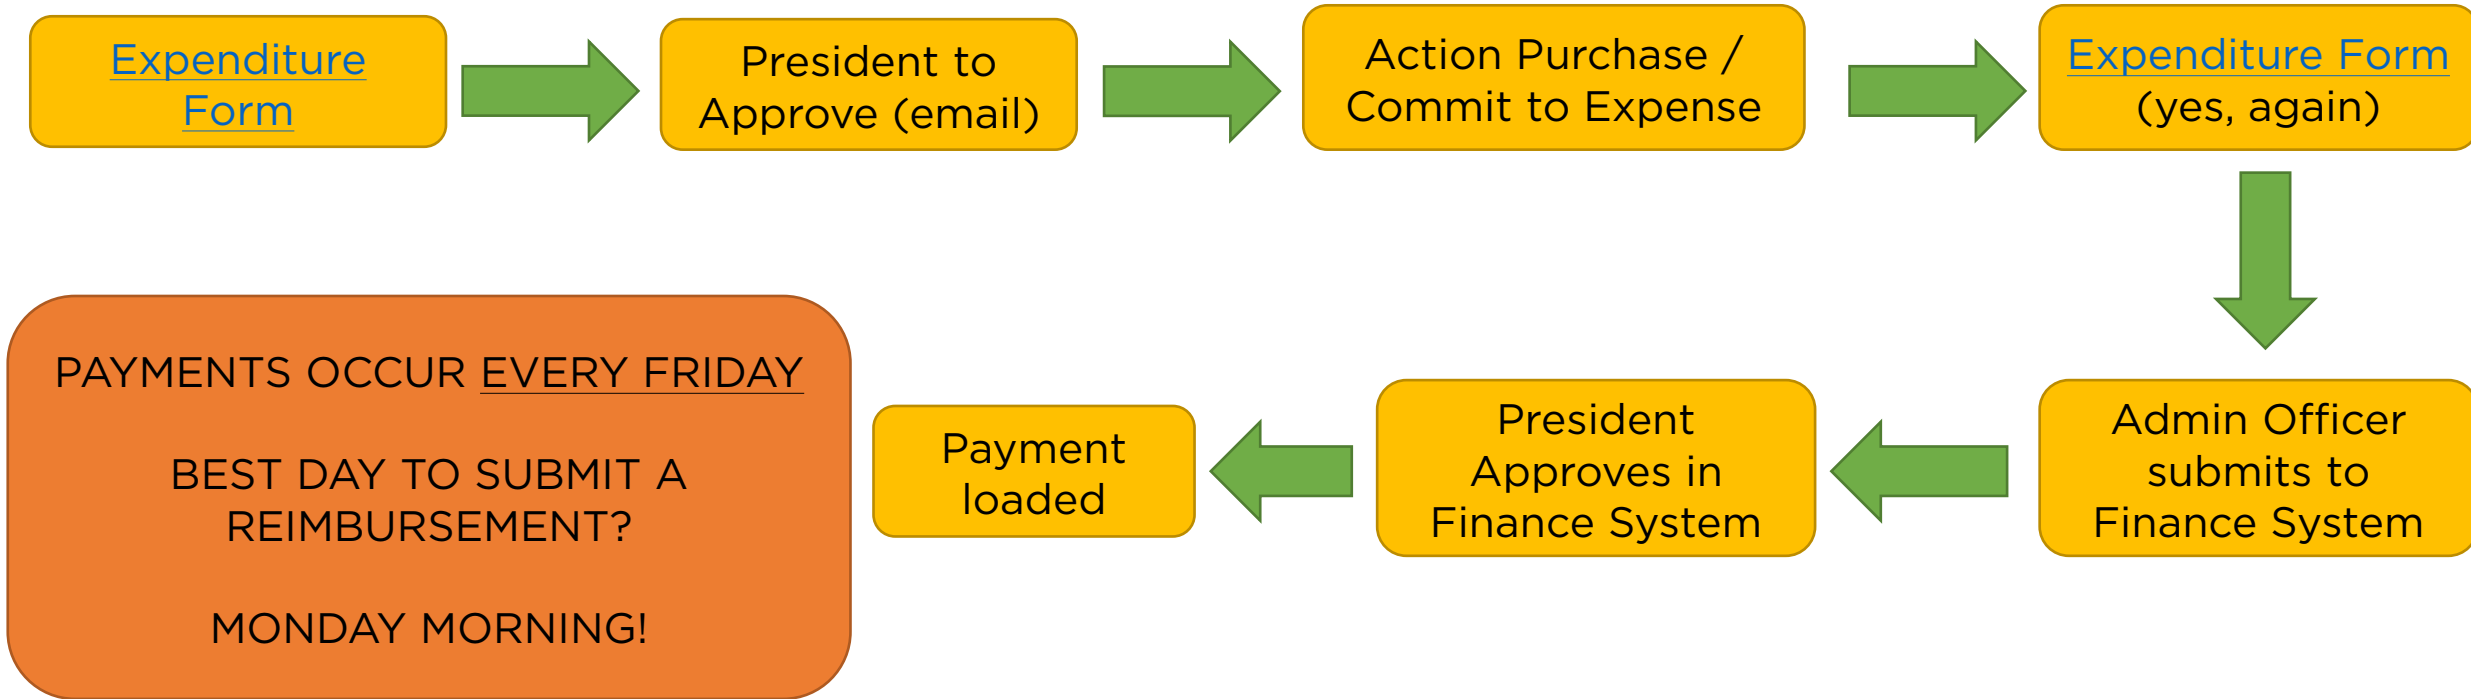 Expenditure
Form
President to
Approve (email)
Action Purchase /
Commit to Expense
Expenditure Form
(yes, again)
Admin Officer
submits to
Finance System
President
Approves in
Finance System
Payment
loaded
PAYMENTS OCCUR EVERY FRIDAY
BEST DAY TO SUBMIT A
REIMBURSEMENT?
MONDAY MORNING!